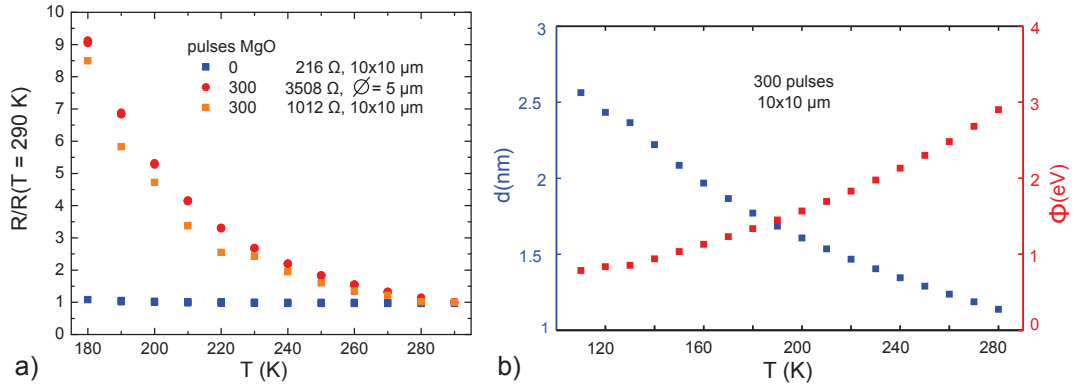 10
9
8
7
6
5
4
3
2
1
0
R/R(T = 290 K)
pulses MgO
0 216 Ω, 10x10 µm
300 3508 Ω, ∅ = 5 µm
300 1012 Ω, 10x10 µm
180 200 220 240 260 280
T (K)
a)
3
2.5
2
1.5
1
d(nm)
300 pulses
10x10 µm
4
3
2
1
0
Φ(eV)
120 160 200 240 280
T (K)
b)